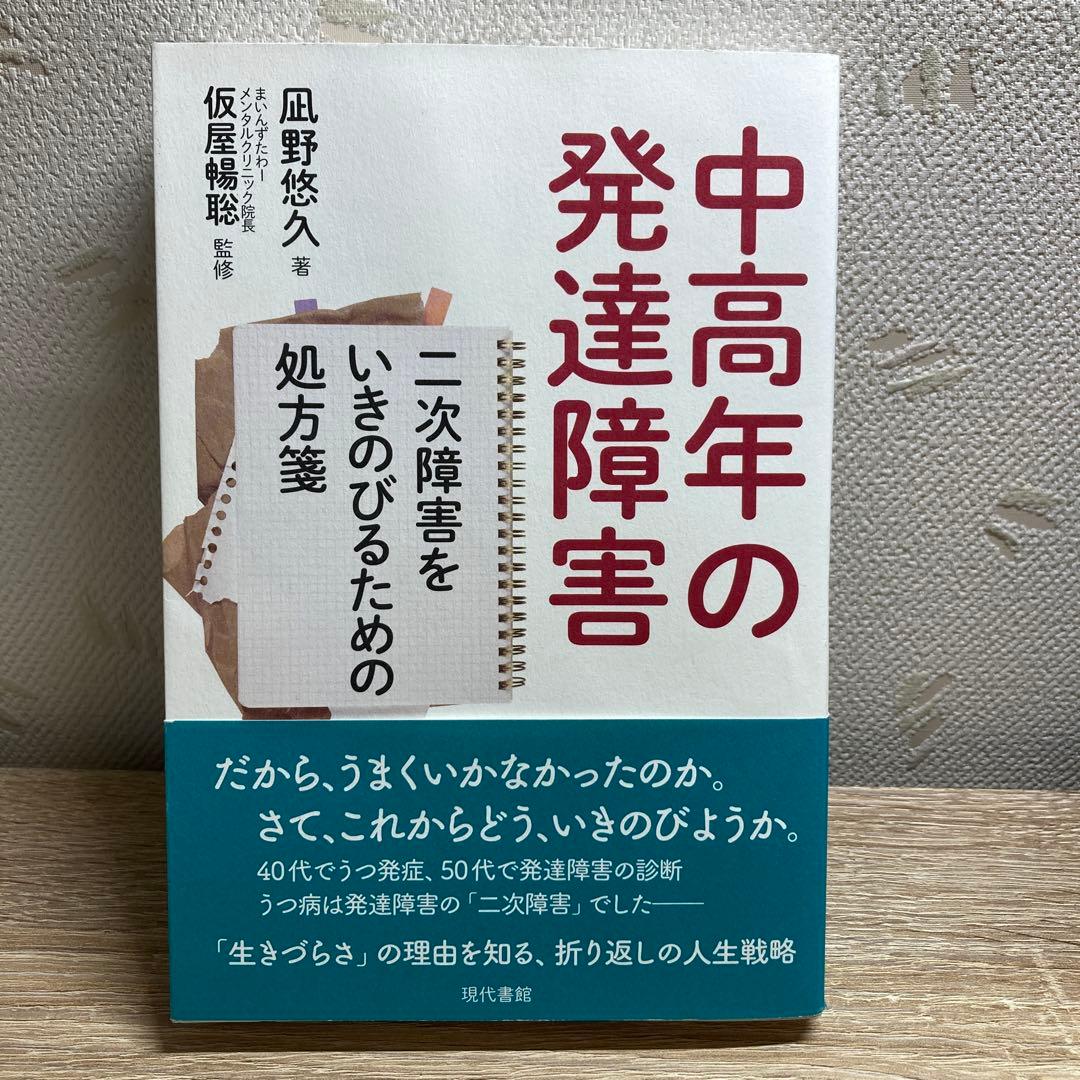 中高年の
発達障害
凪野悠久 著
まいんずたわー
メンタルクリニック院長
仮屋暢聡 監修
二次障害を
いきのびるための
処方箋
だから、うまくいかなかったのか。
さて、これからどう、いきのびようか。
40代でうつ発症、50代で発達障害の診断
うつ病は発達障害の「二次障害」でした――
「生きづらさ」の理由を知る、折り返しの人生戦略
現代書館